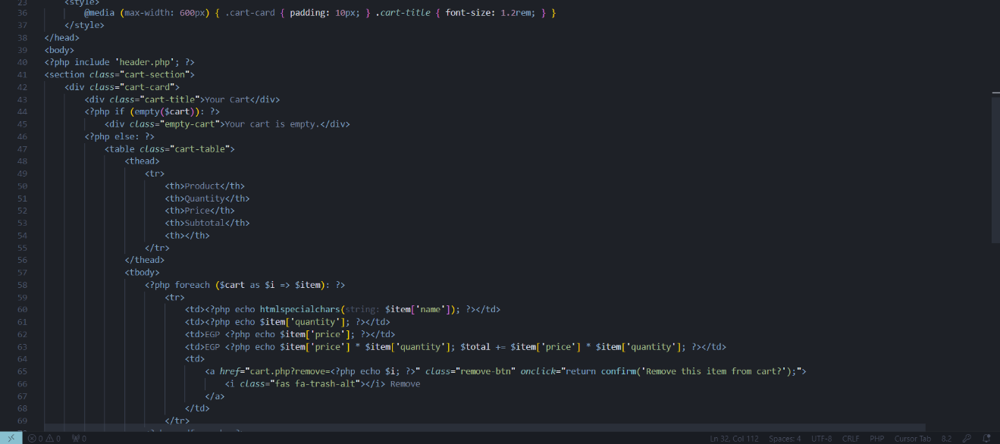 23 <style>
36 @media (max-width: 600px) { .cart-card { padding: 10px; } .cart-title { font-size: 1.2rem; } }
37 </style>
38 </head>
39 <body>
40 <?php include 'header.php'; ?>
41 <section class="cart-section">
42 <div class="cart-card">
43 <div class="cart-title">Your Cart</div>
44 <?php if (empty($cart)): ?>
45 <div class="empty-cart">Your cart is empty.</div>
46 <?php else: ?>
47 <table class="cart-table">
48 <thead>
49 <tr>
50 <th>Product</th>
51 <th>Quantity</th>
52 <th>Price</th>
53 <th>Subtotal</th>
54 <th></th>
55 </tr>
56 </thead>
57 <tbody>
58 <?php foreach ($cart as $i => $item): ?>
59 <tr>
60 <td><?php echo htmlspecialchars(string: $item['name']); ?></td>
61 <td><?php echo $item['quantity']; ?></td>
62 <td>EGP <?php echo $item['price']; ?></td>
63 <td>EGP <?php echo $item['price'] * $item['quantity']; $total += $item['price'] * $item['quantity']; ?></td>
64 <td>
65 <a href="cart.php?remove=<?php echo $i; ?>" class="remove-btn" onclick="return confirm('Remove this item from cart?');">
66 <i class="fas fa-trash-alt"></i> Remove
67 </a>
68 </td>
69 </tr>
0 0 0 Ln 32, Col 112 Spaces: 4 UTF-8 CRLF PHP Cursor Tab 8.2